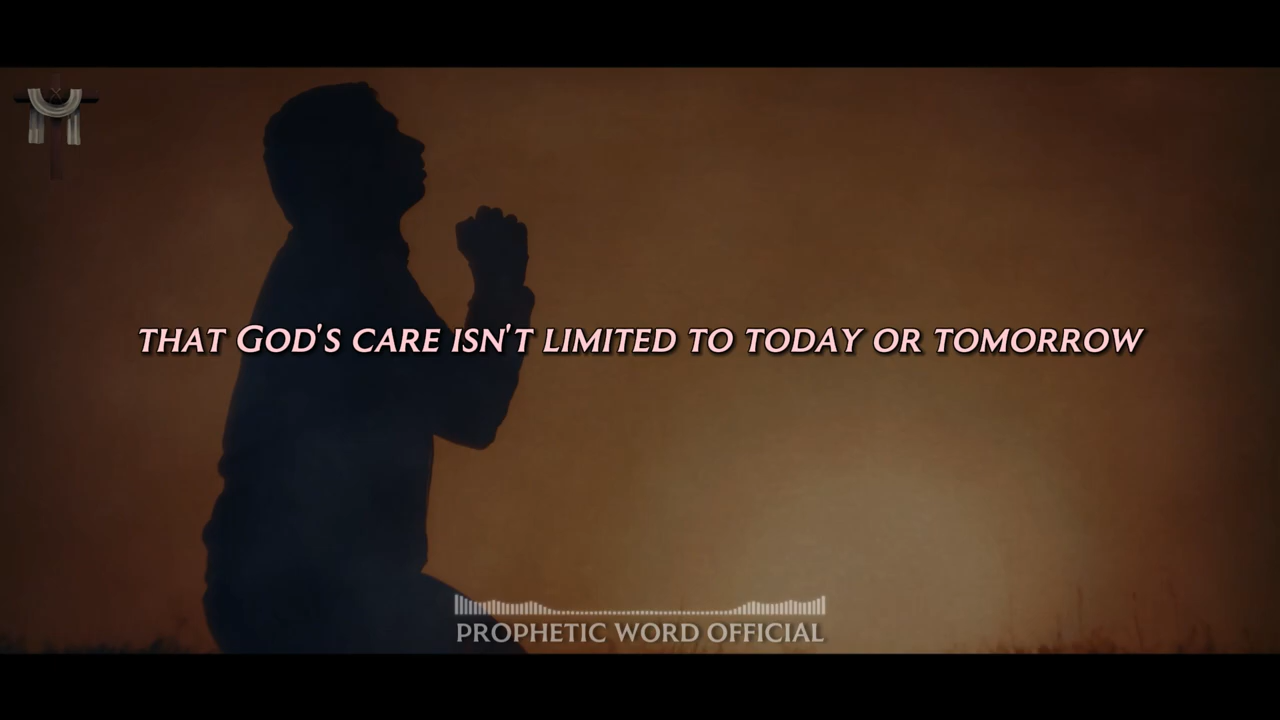 THAT GOD'S CARE ISN'T LIMITED TO TODAY OR TOMORROW
PROPHETIC WORD OFFICIAL